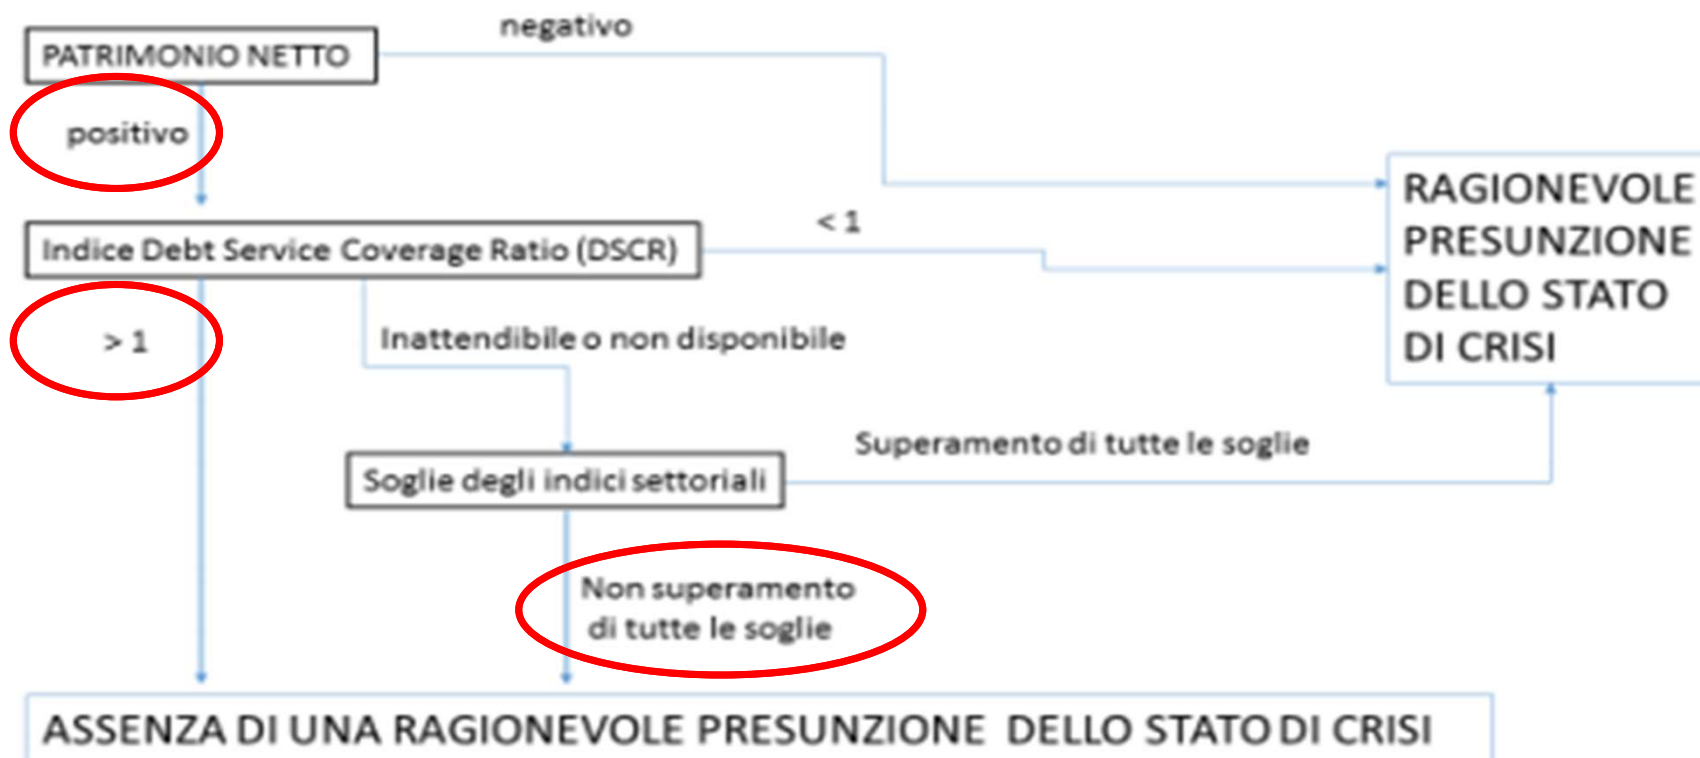 negativo
PATRIMONIO NETTO
positivo
RAGIONEVOLE
PRESUNZIONE
DELLO STATO
DI CRISI
< 1
Indice Debt Service Coverage Ratio (DSCR)
> 1
Inattendibile o non disponibile
Superamento di tutte le soglie
Soglie degli indici settoriali
Non superamento
di tutte le soglie
ASSENZA DI UNA RAGIONEVOLE PRESUNZIONE DELLO STATO DI CRISI